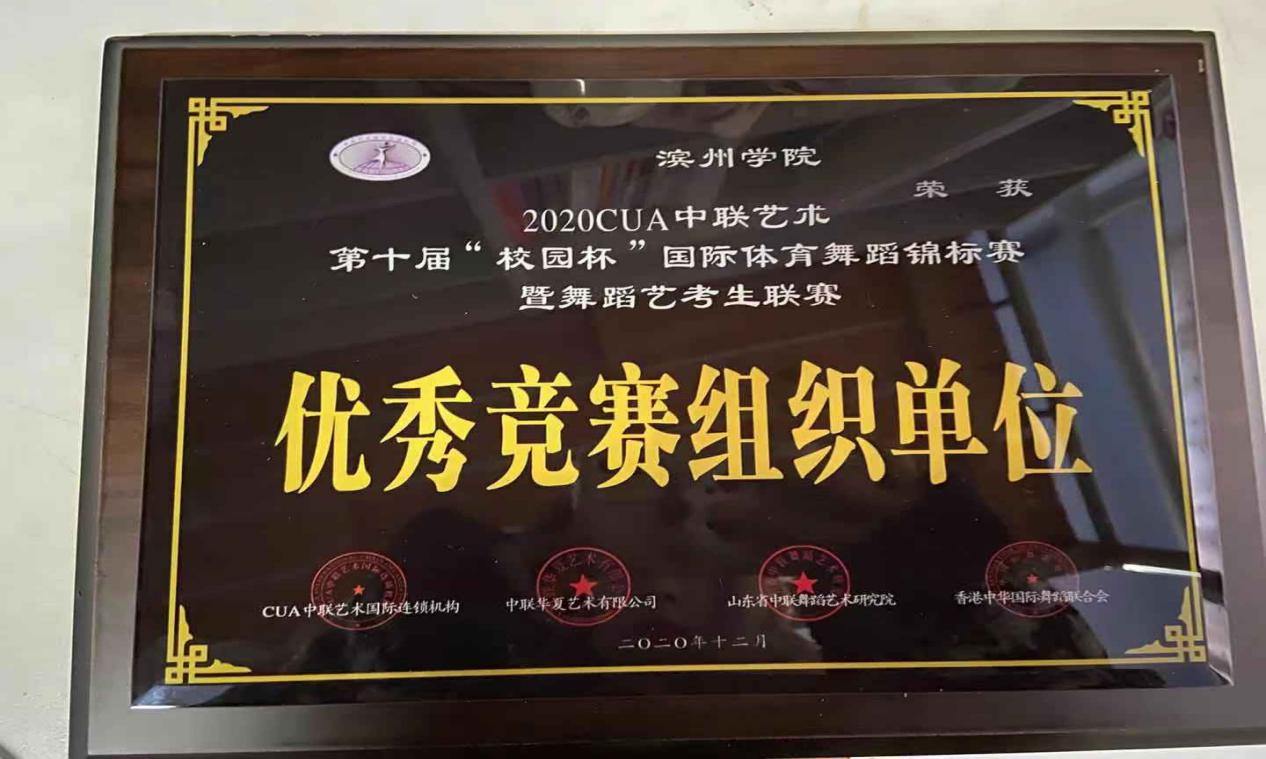 滨州学院
荣 获
2020CUA中联艺术
第十届“校园杯”国际体育舞蹈锦标赛
暨舞蹈艺考生联赛
优秀竞赛组织单位
CUA中联艺术国际连锁机构
中联华夏艺术有限公司
山东省中联舞蹈艺术研究院
香港中华国际舞蹈联合会
二〇二〇年十二月